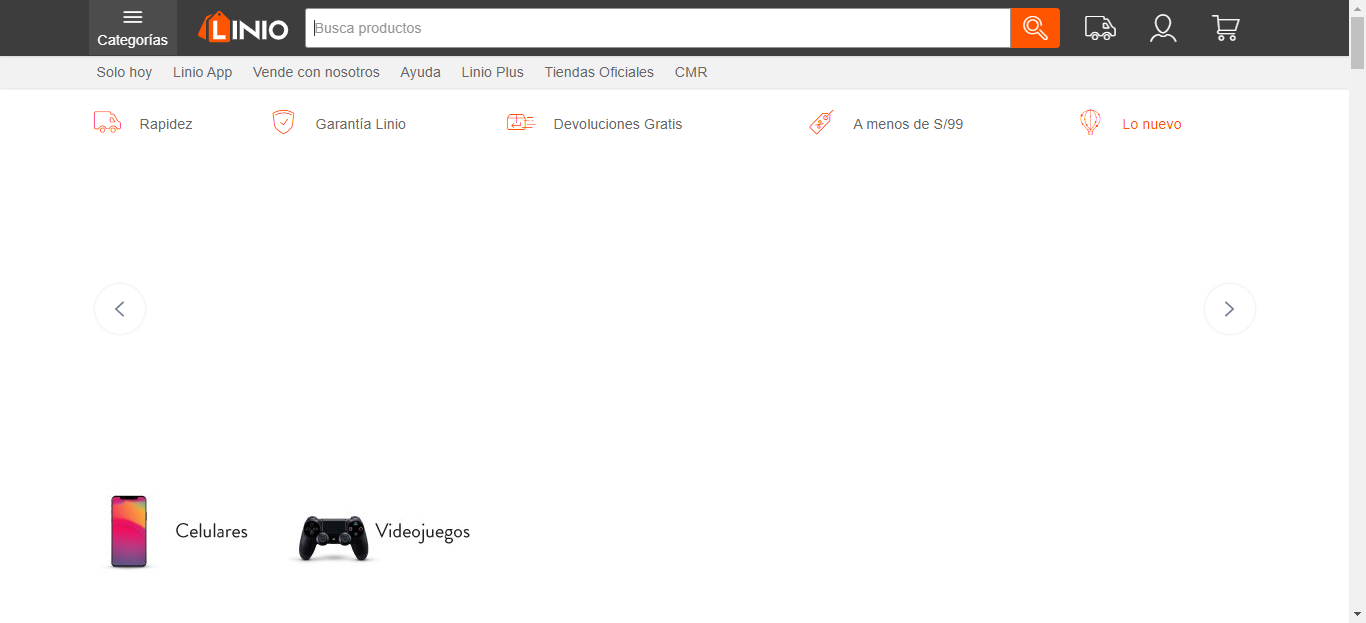 Categorías
LINIO
Busca productos
Solo hoy Linio App Vende con nosotros Ayuda Linio Plus Tiendas Oficiales CMR
Rapidez Garantía Linio Devoluciones Gratis A menos de S/99 Lo nuevo
Celulares Videojuegos